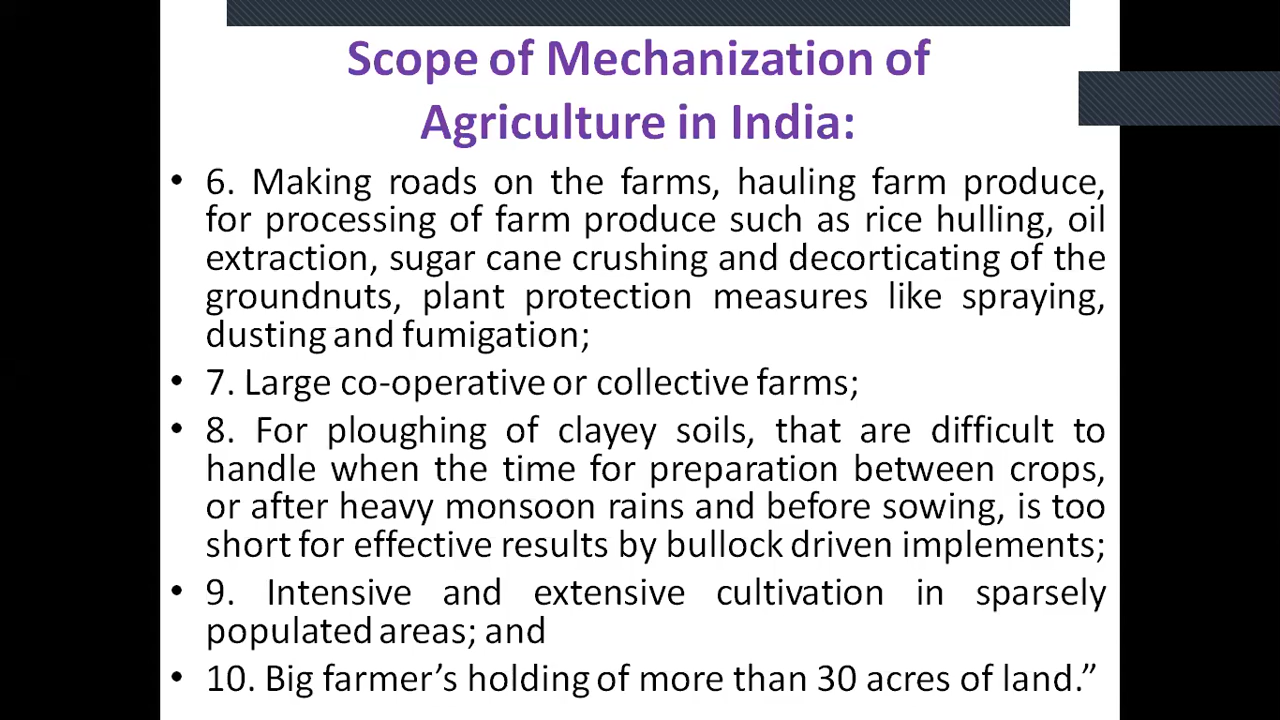 Scope of Mechanization of
Agriculture in India:
• 6. Making roads on the farms, hauling farm produce,
for processing of farm produce such as rice hulling, oil
extraction, sugar cane crushing and decorticating of the
groundnuts, plant protection measures like spraying,
dusting and fumigation;
• 7. Large co-operative or collective farms;
• 8. For ploughing of clayey soils, that are difficult to
handle when the time for preparation between crops,
or after heavy monsoon rains and before sowing, is too
short for effective results by bullock driven implements;
• 9. Intensive and extensive cultivation in sparsely
populated areas; and
• 10. Big farmer’s holding of more than 30 acres of land.”